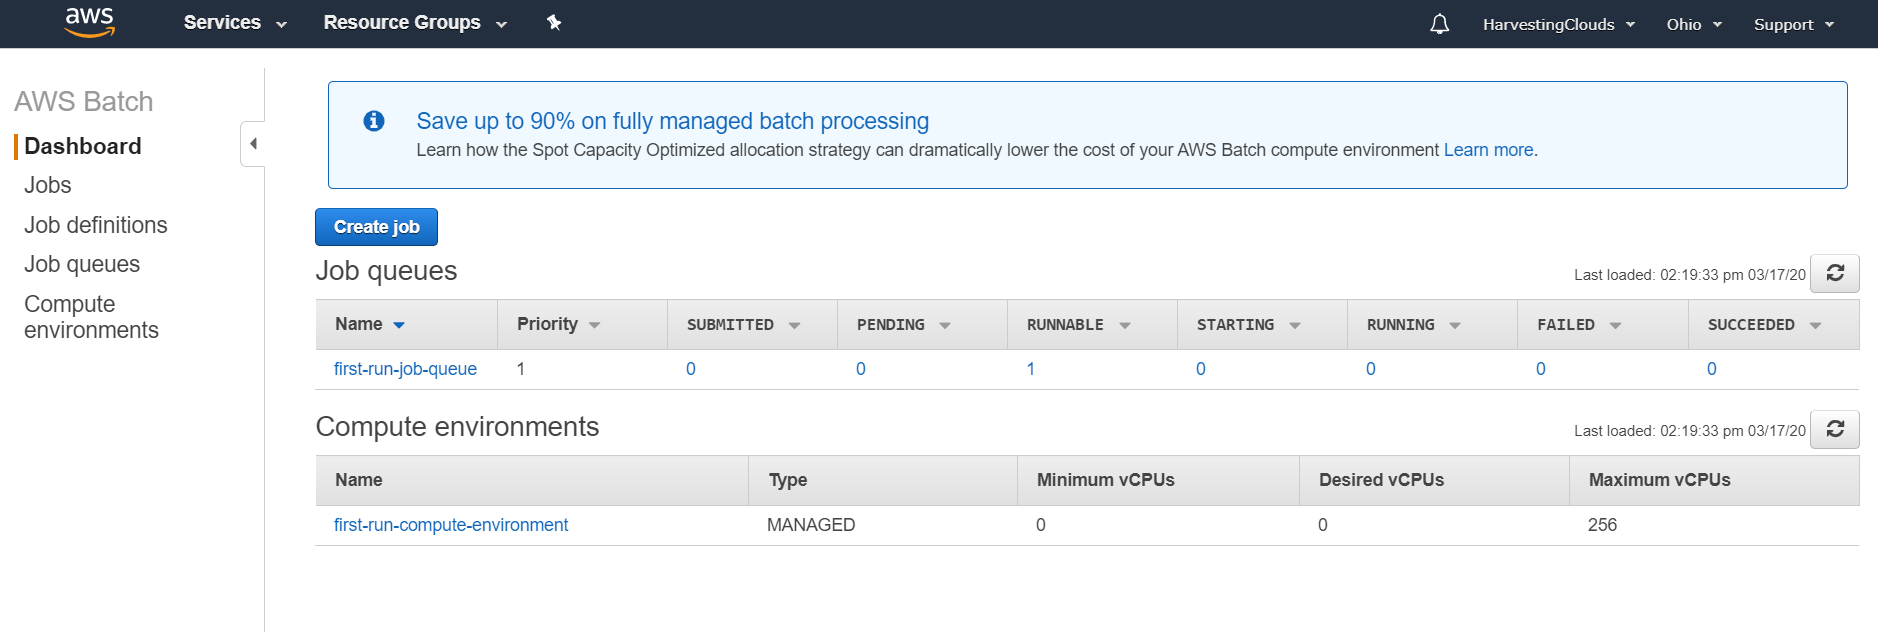 aws Services Resource Groups HarvestingClouds Ohio Support
AWS Batch
Dashboard
Jobs
Job definitions
Job queues
Compute
environments
Save up to 90% on fully managed batch processing
Learn how the Spot Capacity Optimized allocation strategy can dramatically lower the cost of your AWS Batch compute environment Learn more.
Create job
Job queues
Last loaded: 02:19:33 pm 03/17/20
Name Priority SUBMITTED PENDING RUNNABLE STARTING RUNNING FAILED SUCCEEDED
first-run-job-queue 1 0 0 1 0 0 0 0
Compute environments
Last loaded: 02:19:33 pm 03/17/20
Name Type Minimum vCPUs Desired vCPUs Maximum vCPUs
first-run-compute-environment MANAGED 0 0 256